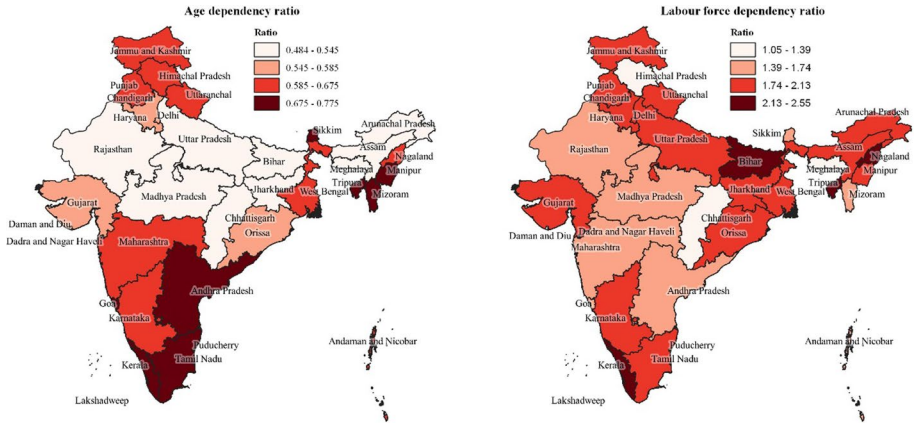 Age dependency ratio
Ratio
0.484 - 0.545
0.545 - 0.585
0.585 - 0.675
0.675 - 0.775
Jammu and Kashmir
Himachal Pradesh
Punjab
Chandigarh
Uttaranchal
Haryana
Delhi
Rajasthan
Uttar Pradesh
Bihar
Sikkim
Arunachal Pradesh
Assam
Nagaland
Meghalaya
Manipur
Tripura
Mizoram
Gujarat
Madhya Pradesh
Jharkhand
West Bengal
Chhattisgarh
Orissa
Daman and Diu
Dadra and Nagar Haveli
Maharashtra
Andhra Pradesh
Goa
Karnataka
Puducherry
Kerala
Tamil Nadu
Lakshadweep
Andaman and Nicobar
Labour force dependency ratio
Ratio
1.05 - 1.39
1.39 - 1.74
1.74 - 2.13
2.13 - 2.55
Jammu and Kashmir
Himachal Pradesh
Punjab
Chandigarh
Uttaranchal
Haryana
Delhi
Rajasthan
Uttar Pradesh
Bihar
Sikkim
Arunachal Pradesh
Assam
Nagaland
Meghalaya
Manipur
Tripura
Mizoram
Gujarat
Madhya Pradesh
Jharkhand
West Bengal
Chhattisgarh
Orissa
Daman and Diu
Dadra and Nagar Haveli
Maharashtra
Andhra Pradesh
Goa
Karnataka
Puducherry
Kerala
Tamil Nadu
Lakshadweep
Andaman and Nicobar